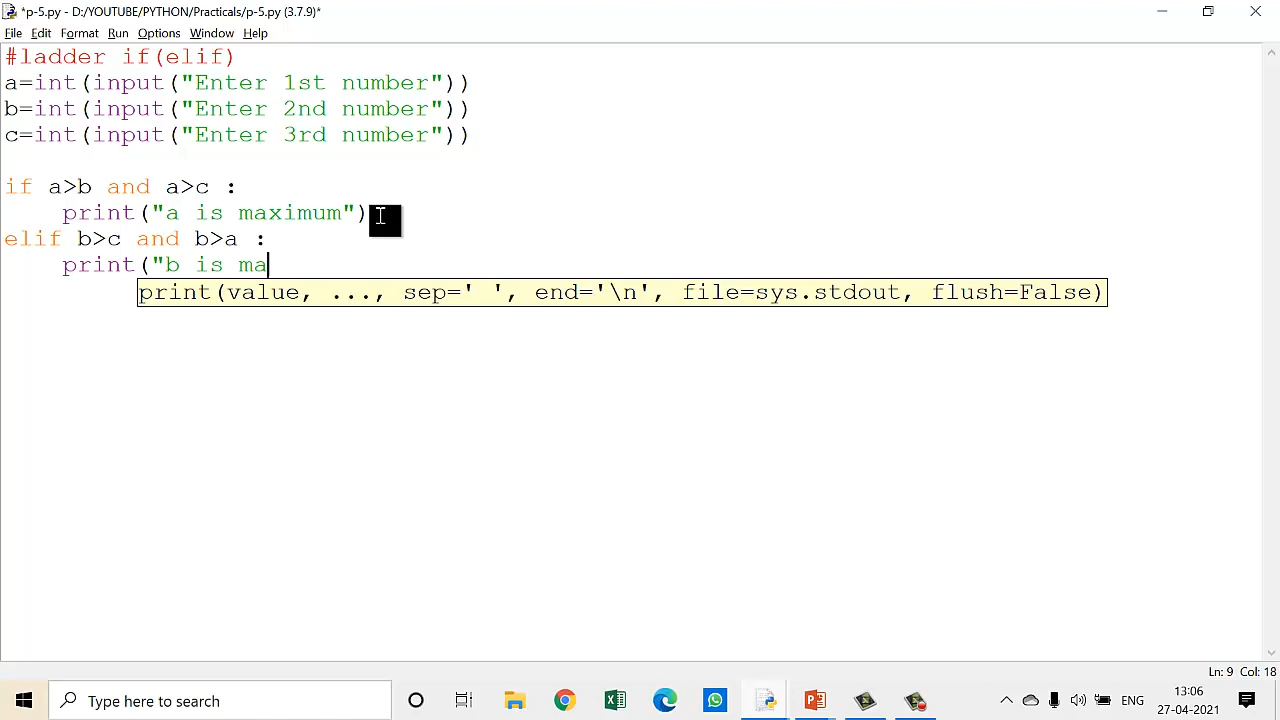 *p-5.py - D:/YOUTUBE/PYTHON/Practicals/p-5.py (3.7.9)*
File Edit Format Run Options Window Help
#ladder if(elif)
a=int(input("Enter 1st number"))
b=int(input("Enter 2nd number"))
c=int(input("Enter 3rd number"))
if a>b and a>c :
print("a is maximum")
elif b>c and b>a :
print("b is ma
print(value, ..., sep=' ', end='\n', file=sys.stdout, flush=False)
Ln: 9 Col: 18
Type here to search
ENG
13:06
27-04-2021